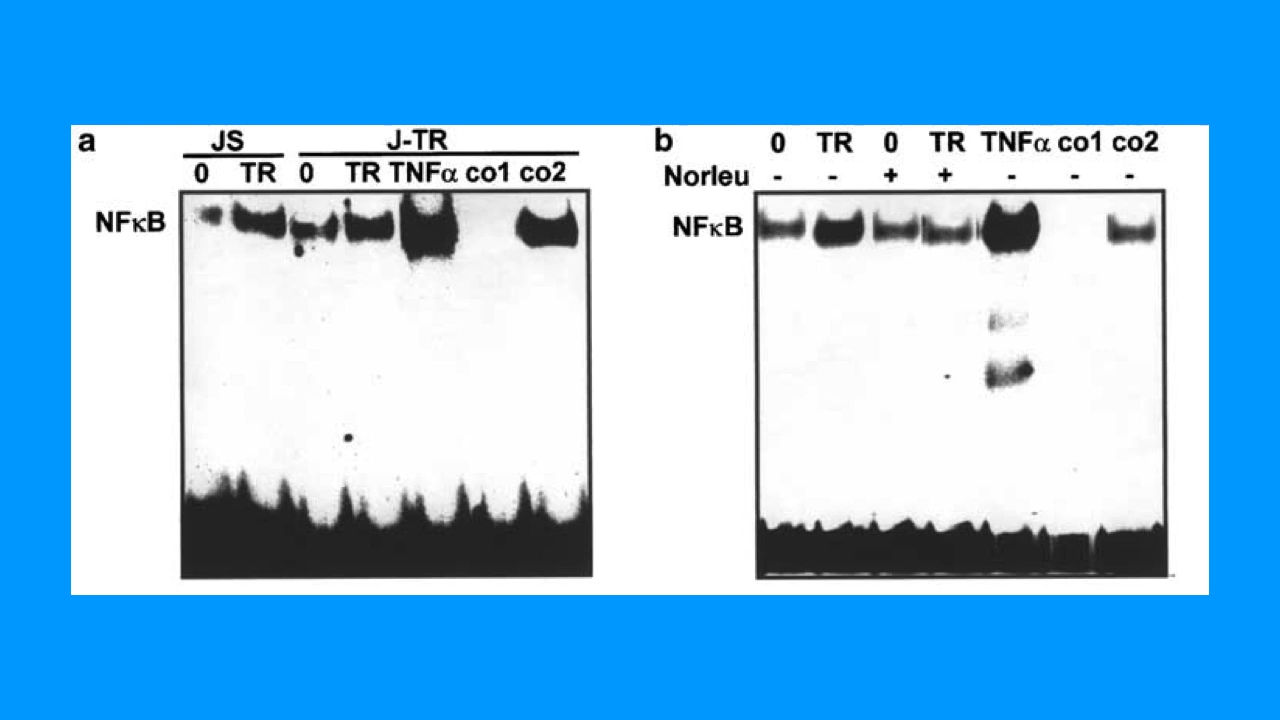 a JS J-TR
0 TR 0 TR TNFα co1 co2
NFκB
b 0 TR 0 TR TNFα co1 co2
Norleu - - + + - - -
NFκB